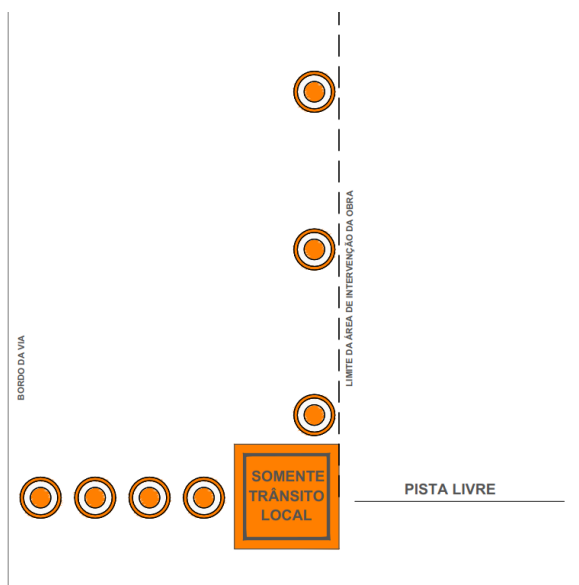 BORDO DA VIA
LIMITE DA ÁREA DE INTERVENÇÃO DA OBRA
SOMENTE
TRÂNSITO
LOCAL
PISTA LIVRE